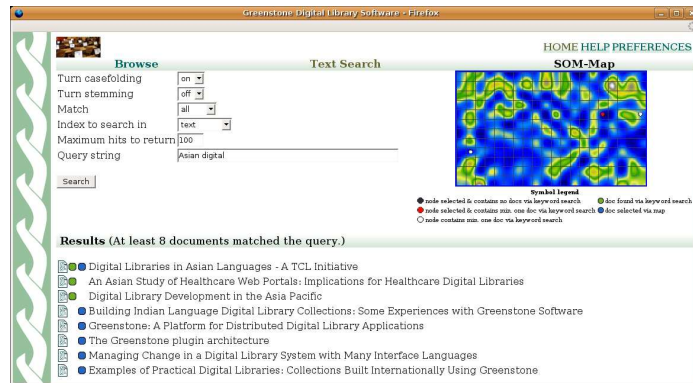 Greenstone Digital Library Software - Firefox
HOME HELP PREFERENCES
Browse Text Search SOM-Map
Turn casefolding on
Turn stemming off
Match all
Index to search in text
Maximum hits to return 100
Query string Asian digital
Search
Symbol legend
node selected & contains no docs via keyword search doc found via keyword search
node selected & contains min. one doc via keyword search doc selected via map
node contains min. one doc via keyword search
Results (At least 8 documents matched the query.)
Digital Libraries in Asian Languages - A TCL Initiative
An Asian Study of Healthcare Web Portals: Implications for Healthcare Digital Libraries
Digital Library Development in the Asia Pacific
Building Indian Language Digital Library Collections: Some Experiences with Greenstone Software
Greenstone: A Platform for Distributed Digital Library Applications
The Greenstone plugin architecture
Managing Change in a Digital Library System with Many Interface Languages
Examples of Practical Digital Libraries: Collections Built Internationally Using Greenstone